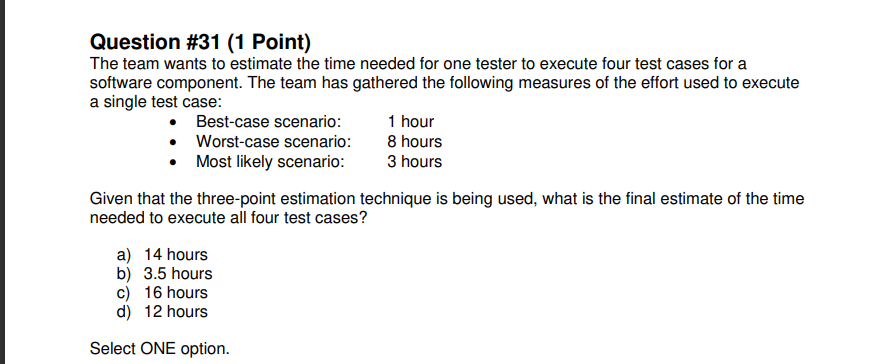 Question #31 (1 Point)
The team wants to estimate the time needed for one tester to execute four test cases for a
software component. The team has gathered the following measures of the effort used to execute
a single test case:
• Best-case scenario: 1 hour
• Worst-case scenario: 8 hours
• Most likely scenario: 3 hours
Given that the three-point estimation technique is being used, what is the final estimate of the time
needed to execute all four test cases?
a) 14 hours
b) 3.5 hours
c) 16 hours
d) 12 hours
Select ONE option.